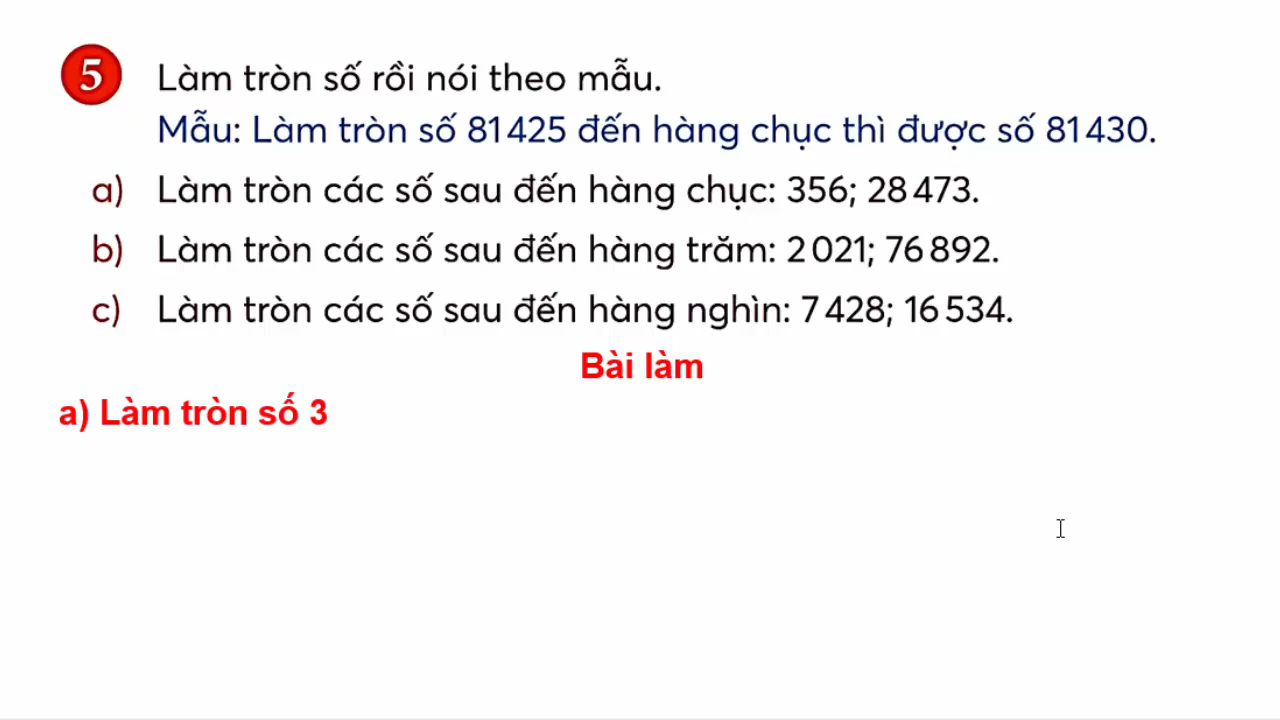 5 Làm tròn số rồi nói theo mẫu.
Mẫu: Làm tròn số 81 425 đến hàng chục thì được số 81 430.
a) Làm tròn các số sau đến hàng chục: 356; 28 473.
b) Làm tròn các số sau đến hàng trăm: 2 021; 76 892.
c) Làm tròn các số sau đến hàng nghìn: 7 428; 16 534.
Bài làm
a) Làm tròn số 3